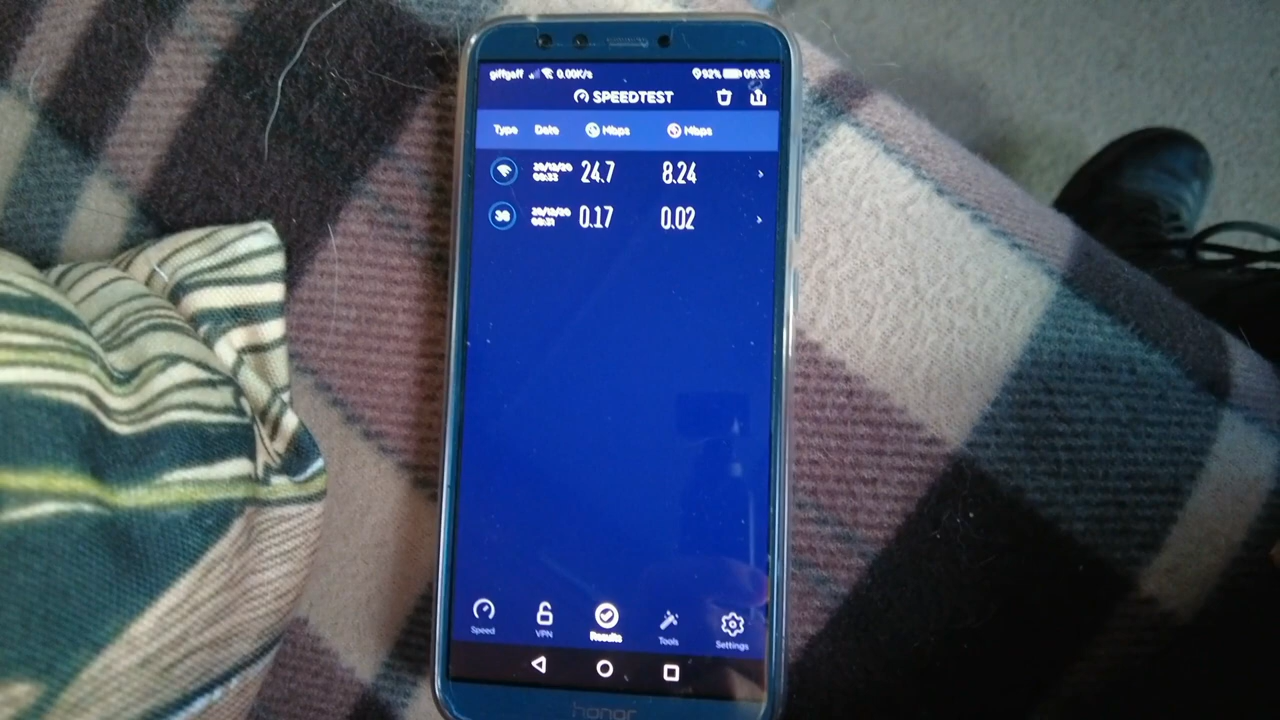 giffgaff 0.00K/s 92% 09:35
SPEEDTEST
Type Date Mbps Mbps
24.7 8.24
3G 0.17 0.02
Speed VPN Results Tools Settings
honor